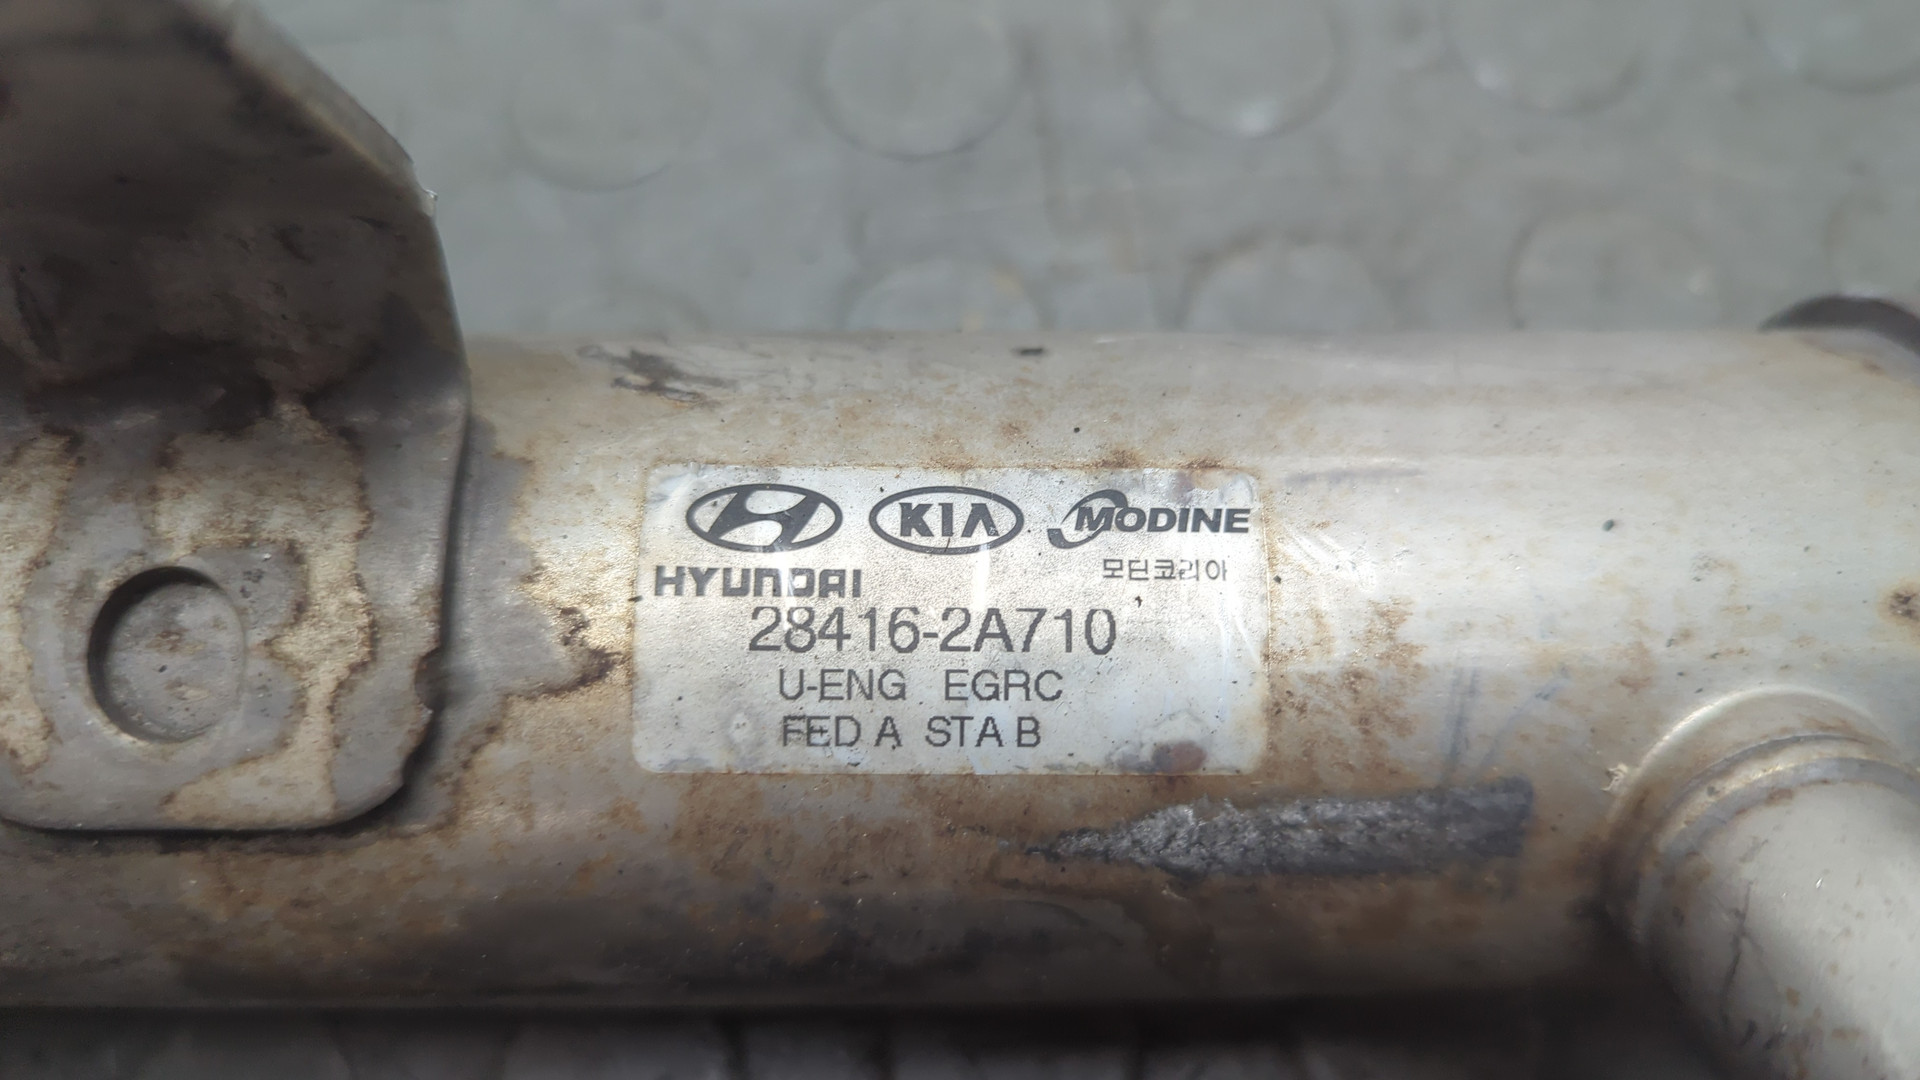 KIA MODINE
HYUNDAI 모딘코리아
28416-2A710
U-ENG EGRC
FED A STA B